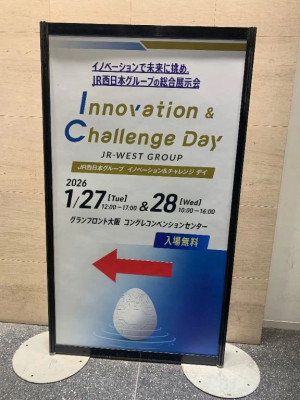 イノベーションで未来に挑め。
JR西日本グループの総合展示会
Innovation &
Challenge Day
JR-WEST GROUP
JR西日本グループ イノベーション&チャレンジ デイ
2026
1/27 [Tue] 12:00~17:00 & 28 [Wed] 10:00~16:00
グランフロント大阪 コングレコンベンションセンター
入場無料